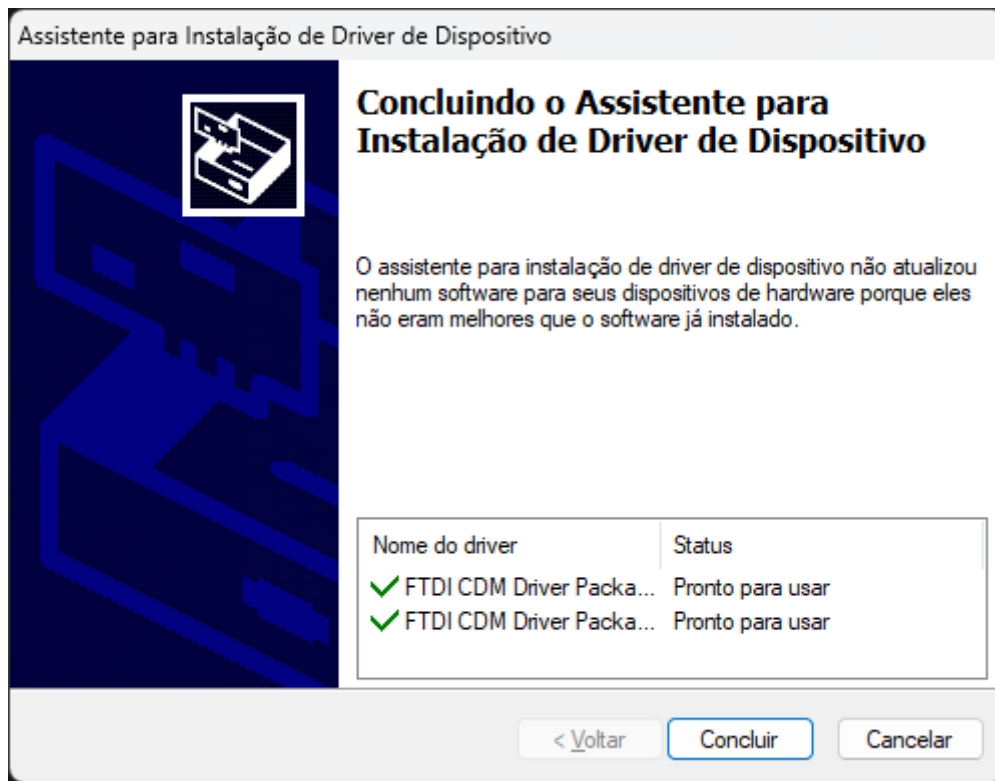 Assistente para Instalação de Driver de Dispositivo
Concluindo o Assistente para
Instalação de Driver de Dispositivo
O assistente para instalação de driver de dispositivo não atualizou
nenhum software para seus dispositivos de hardware porque eles
não eram melhores que o software já instalado.
Nome do driver Status
FTDI CDM Driver Packa... Pronto para usar
FTDI CDM Driver Packa... Pronto para usar
< Voltar Concluir Cancelar